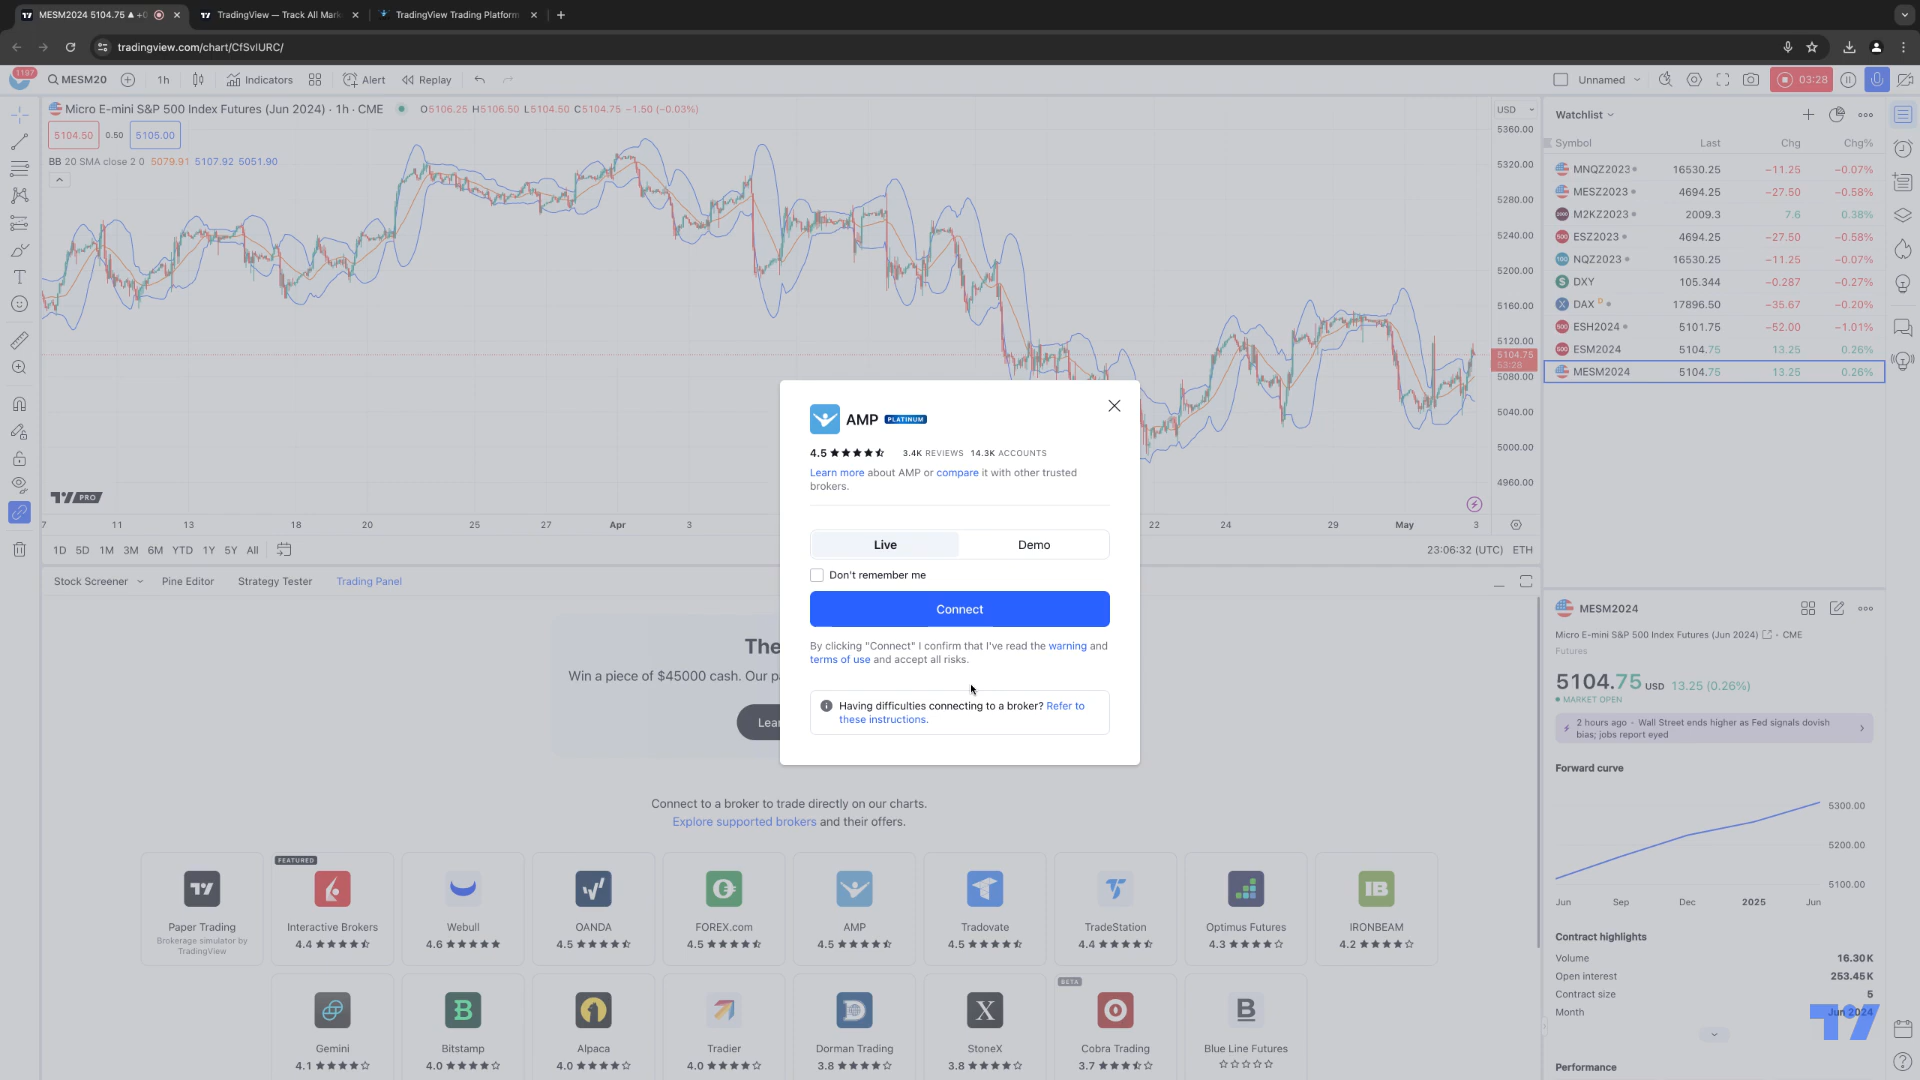 MESM2024 5104.75 ▲ +0
TradingView — Track All Mark
TradingView Trading Platform
tradingview.com/chart/CfSvIURC/
1197
MESM20
1h
Indicators
Alert
Replay
Unnamed
03:28
Micro E-mini S&P 500 Index Futures (Jun 2024) · 1h · CME
O5106.25 H5106.50 L5104.50 C5104.75 −1.50 (−0.03%)
5104.50
0.50
5105.00
BB 20 SMA close 2 0 5079.91 5107.92 5051.90
USD
5360.00
5320.00
5280.00
5240.00
5200.00
5160.00
5120.00
5104.75
53:28
5080.00
5040.00
5000.00
4960.00
PRO
7 11 13 18 20 25 27 Apr 3 22 24 29 May 3
1D 5D 1M 3M 6M YTD 1Y 5Y All
23:06:32 (UTC) ETH
Stock Screener
Pine Editor
Strategy Tester
Trading Panel
AMP PLATINUM
4.5 ★★★★ 3.4K REVIEWS 14.3K ACCOUNTS
Learn more about AMP or compare it with other trusted
brokers.
Live
Demo
Don't remember me
Connect
By clicking "Connect" I confirm that I've read the warning and
terms of use and accept all risks.
Having difficulties connecting to a broker? Refer to
these instructions.
The
Win a piece of $45000 cash. Our pa
Lear
Connect to a broker to trade directly on our charts.
Explore supported brokers and their offers.
Paper Trading
Brokerage simulator by
TradingView
FEATURED
Interactive Brokers
4.4
Webull
4.6
OANDA
4.5
FOREX.com
4.5
AMP
4.5
Tradovate
4.5
TradeStation
4.4
Optimus Futures
4.3
IB
IRONBEAM
4.2
Gemini
4.1
Bitstamp
4.0
Alpaca
4.0
Tradier
4.0
Dorman Trading
3.8
X
StoneX
3.8
BETA
Cobra Trading
3.7
B
Blue Line Futures
Watchlist
Symbol Last Chg Chg%
MNQZ2023 16530.25 −11.25 −0.07%
MESZ2023 4694.25 −27.50 −0.58%
M2KZ2023 2009.3 7.6 0.38%
ESZ2023 4694.25 −27.50 −0.58%
NQZ2023 16530.25 −11.25 −0.07%
DXY 105.344 −0.287 −0.27%
DAX D 17896.50 −35.67 −0.20%
ESH2024 5101.75 −52.00 −1.01%
ESM2024 5104.75 13.25 0.26%
MESM2024 5104.75 13.25 0.26%
MESM2024
Micro E-mini S&P 500 Index Futures (Jun 2024) · CME
Futures
5104.75 USD 13.25 (0.26%)
MARKET OPEN
2 hours ago - Wall Street ends higher as Fed signals dovish
bias; jobs report eyed
Forward curve
5300.00
5200.00
5100.00
Jun Sep Dec 2025 Jun
Contract highlights
Volume 16.30K
Open interest 253.45K
Contract size 5
Month Jun 2024
Performance